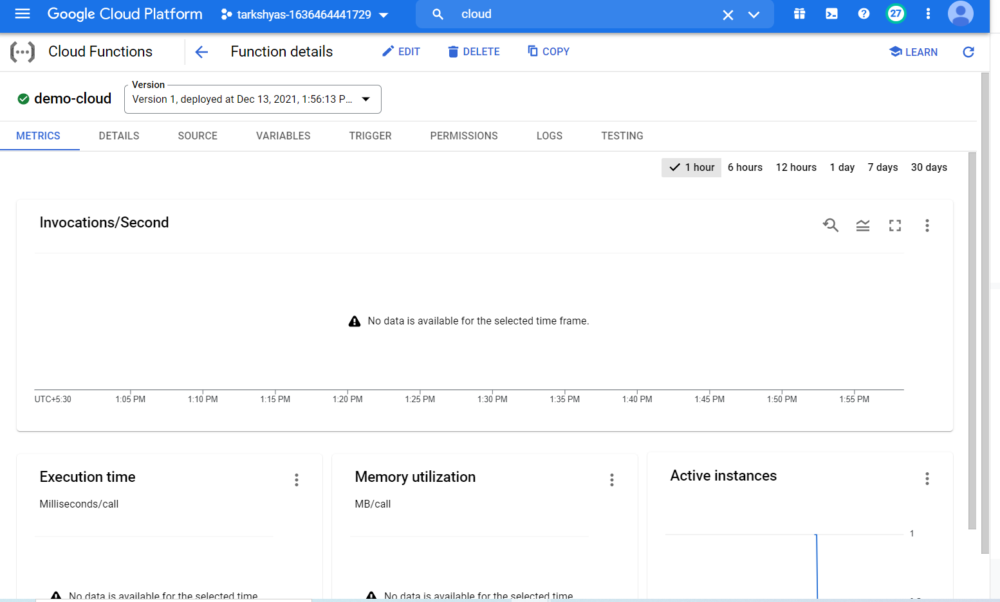 Google Cloud Platform
tarkshyas-1636464441729
cloud
27
Cloud Functions
Function details
EDIT
DELETE
COPY
LEARN
demo-cloud
Version
Version 1, deployed at Dec 13, 2021, 1:56:13 P...
METRICS DETAILS SOURCE VARIABLES TRIGGER PERMISSIONS LOGS TESTING
1 hour 6 hours 12 hours 1 day 7 days 30 days
Invocations/Second
No data is available for the selected time frame.
UTC+5:30 1:05 PM 1:10 PM 1:15 PM 1:20 PM 1:25 PM 1:30 PM 1:35 PM 1:40 PM 1:45 PM 1:50 PM 1:55 PM
Execution time
Milliseconds/call
No data is available for the selected time
Memory utilization
MB/call
No data is available for the selected time
Active instances
1